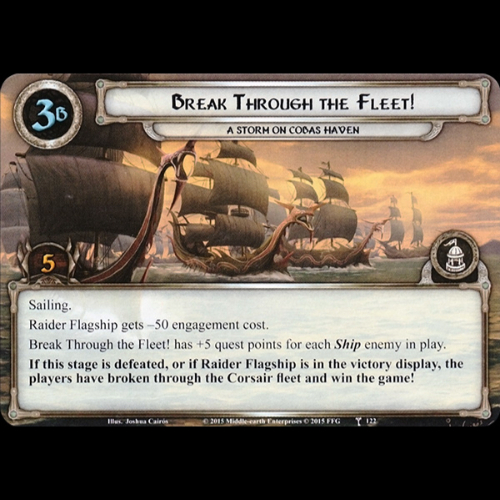 3B
BREAK THROUGH THE FLEET!
A STORM ON COBAS HAVEN
5
Sailing.
Raider Flagship gets –50 engagement cost.
Break Through the Fleet! has +5 quest points for each Ship enemy in play.
If this stage is defeated, or if Raider Flagship is in the victory display, the
players have broken through the Corsair fleet and win the game!
Illus. Joshua Cairós © 2015 Middle-earth Enterprises © 2015 FFG 122